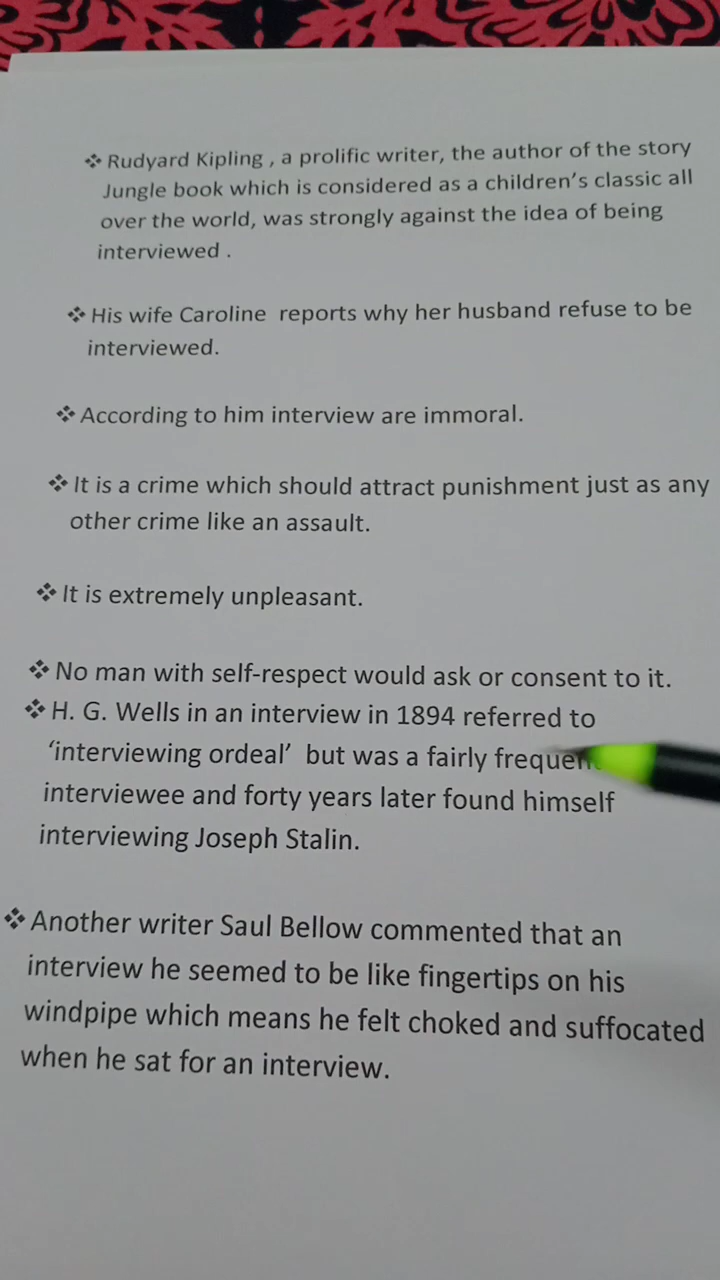 ❖ Rudyard Kipling , a prolific writer, the author of the story
Jungle book which is considered as a children's classic all
over the world, was strongly against the idea of being
interviewed .
❖ His wife Caroline reports why her husband refuse to be
interviewed.
❖ According to him interview are immoral.
❖ It is a crime which should attract punishment just as any
other crime like an assault.
❖ It is extremely unpleasant.
❖ No man with self-respect would ask or consent to it.
❖ H. G. Wells in an interview in 1894 referred to
'interviewing ordeal' but was a fairly frequent
interviewee and forty years later found himself
interviewing Joseph Stalin.
❖ Another writer Saul Bellow commented that an
interview he seemed to be like fingertips on his
windpipe which means he felt choked and suffocated
when he sat for an interview.